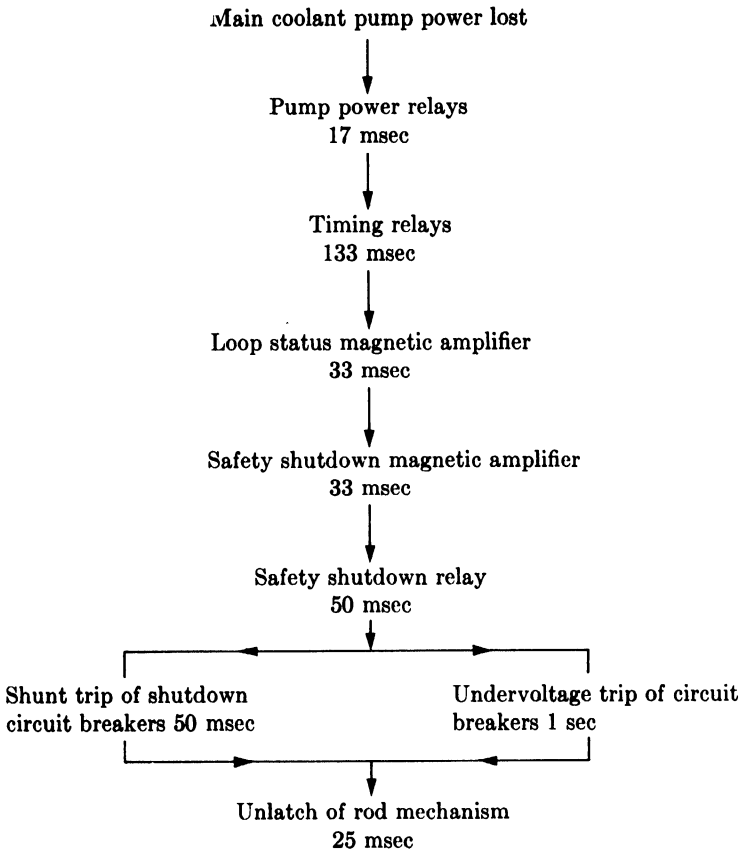 Main coolant pump power lost
Pump power relays
17 msec
Timing relays
133 msec
Loop status magnetic amplifier
33 msec
Safety shutdown magnetic amplifier
33 msec
Safety shutdown relay
50 msec
Shunt trip of shutdown
circuit breakers 50 msec
Undervoltage trip of circuit
breakers 1 sec
Unlatch of rod mechanism
25 msec